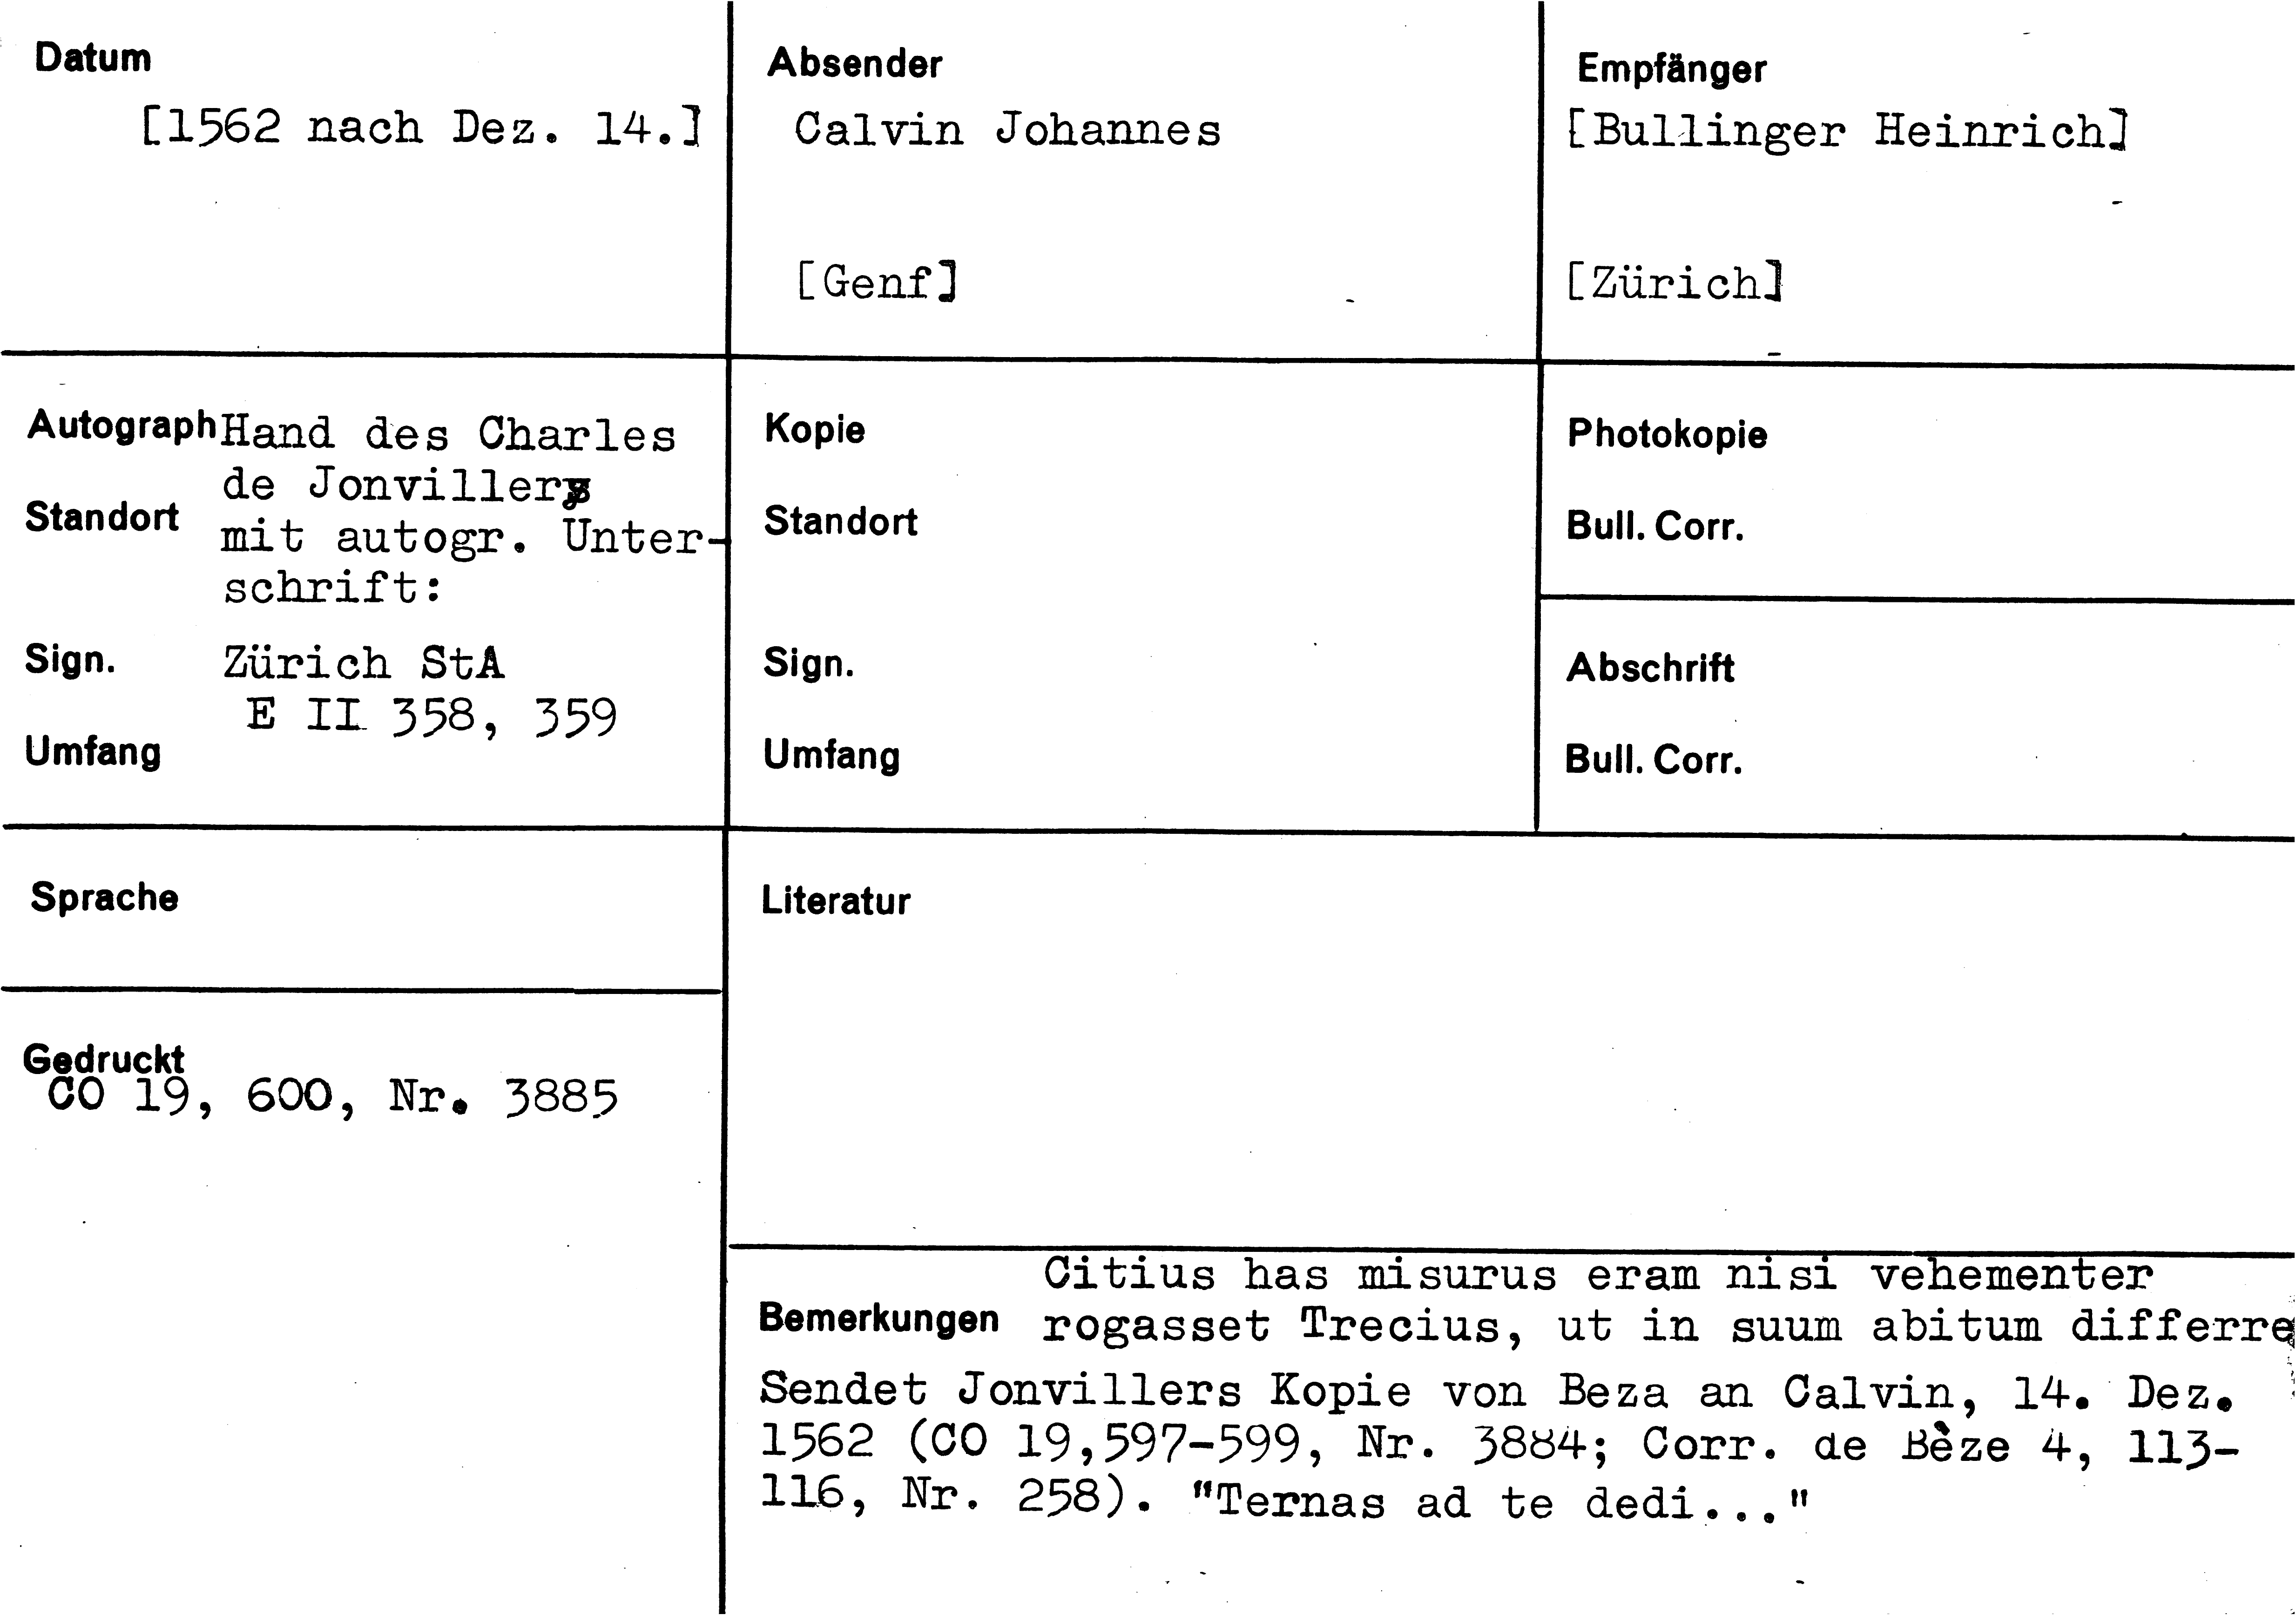 Datum
[1562 nach Dez. 14.]
Absender
Calvin Johannes
[Genf]
Empfänger
[Bullinger Heinrich]
[Zürich]
Autograph Hand des Charles
de Jonvillers
Standort
mit autogr. Unter-
schrift:
Sign. Zürich StA
E II 358, 359
Umfang
Kopie
Standort
Sign.
Umfang
Photokopie
Bull. Corr.
Abschrift
Bull. Corr.
Sprache
Literatur
Gedruckt
CO 19, 600, Nr. 3885
Citius has misurus eram nisi vehementer
Bemerkungen rogasset Trecius, ut in suum abitum differre
Sendet Jonvillers Kopie von Beza an Calvin, 14. Dez.
1562 (CO 19,597-599, Nr. 3884; Corr. de Bèze 4, 113-
116, Nr. 258). "Ternas ad te dedi..."